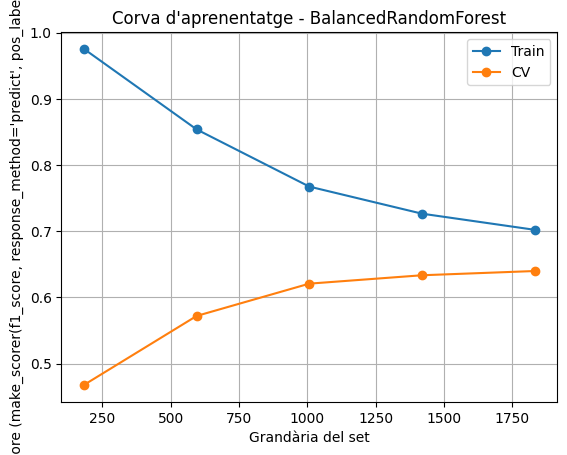 Corva d'aprenentatge - BalancedRandomForest
ore (make_scorer(f1_score, response_method='predict', pos_labe
1.0
0.9
0.8
0.7
0.6
0.5
Train
CV
250
500
750
1000
1250
1500
1750
Grandària del set